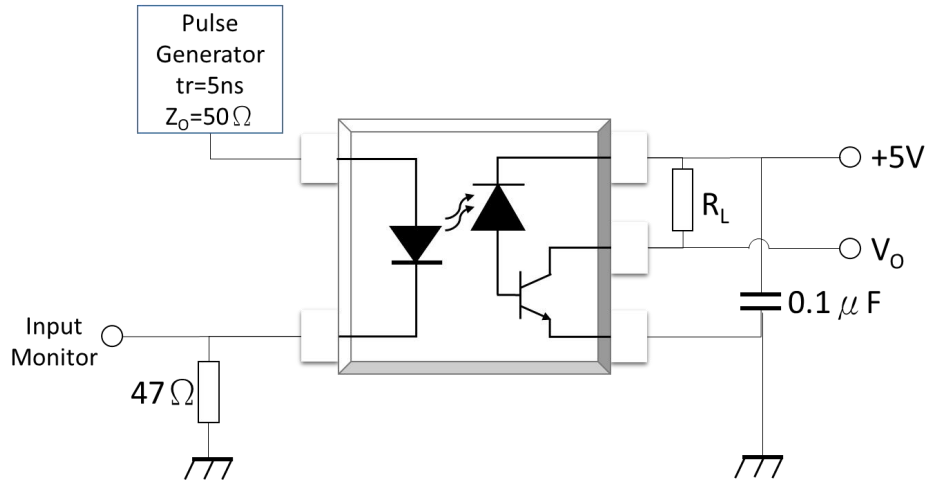 Pulse
Generator
tr=5ns
Zo=50Ω
+5V
RL
Vo
0.1μF
Input
Monitor
47Ω